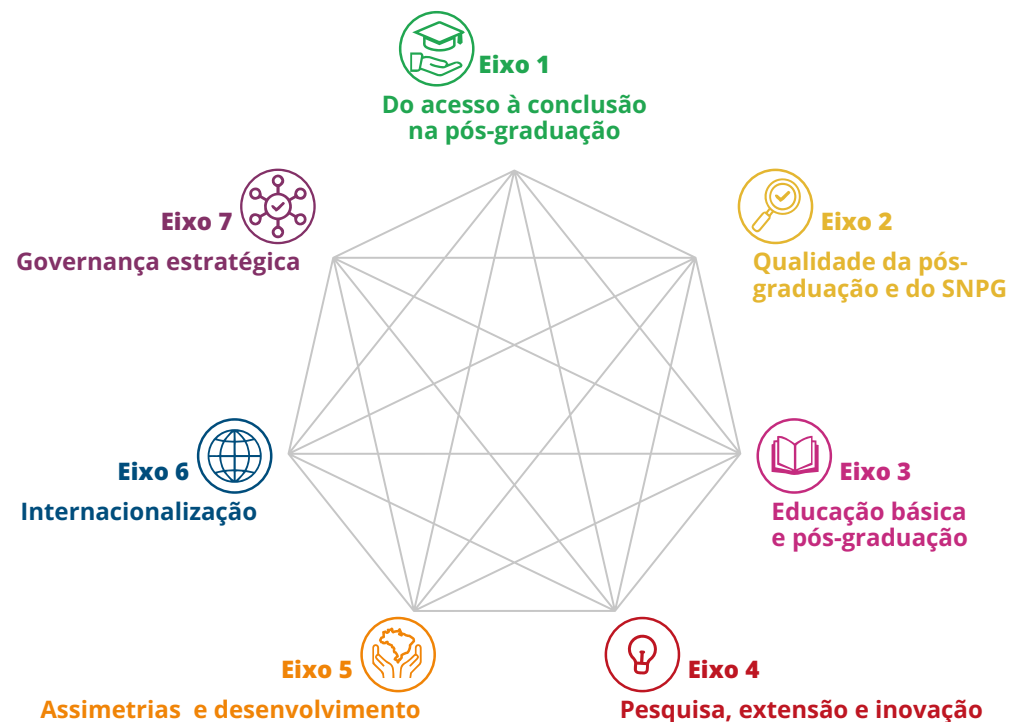 Eixo 1
Do acesso à conclusão
na pós-graduação
Eixo 7
Governança estratégica
Eixo 2
Qualidade da pós-
graduação e do SNPG
Eixo 6
Internacionalização
Eixo 3
Educação básica
e pós-graduação
Eixo 5
Assimetrias e desenvolvimento
Eixo 4
Pesquisa, extensão e inovação